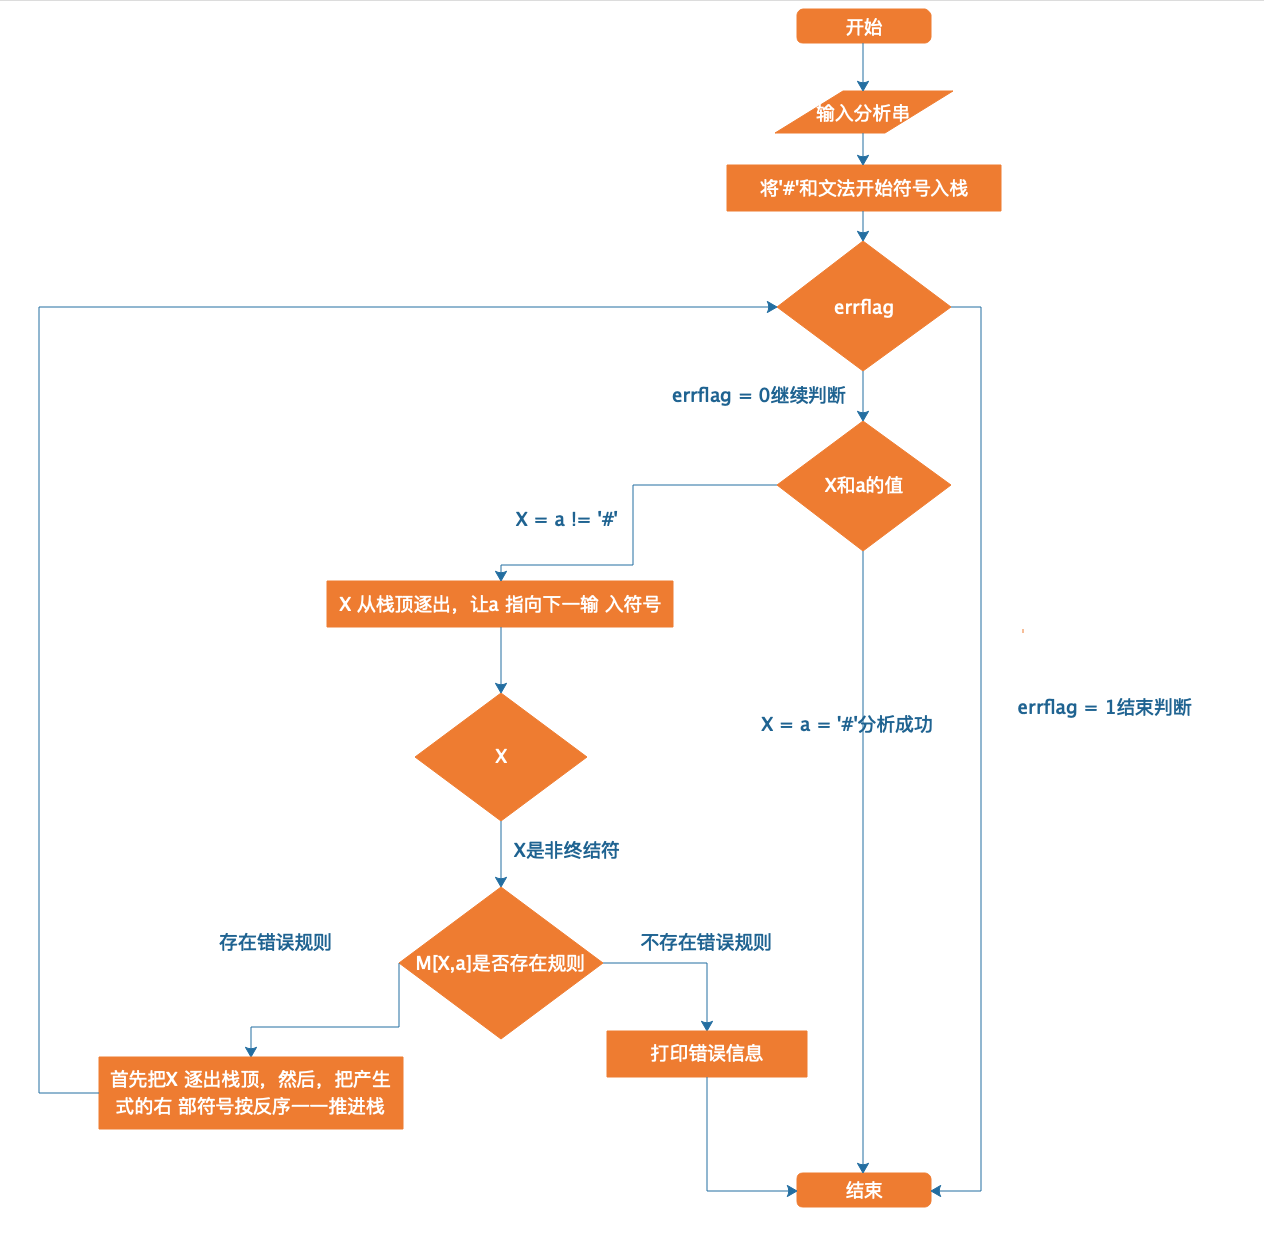 开始
输入分析串
将'#'和文法开始符号入栈
errflag
errflag = 0继续判断
X和a的值
X = a != '#'
X 从栈顶逐出，让a 指向下一输 入符号
errflag = 1结束判断
X = a = '#'分析成功
X
X是非终结符
存在错误规则
不存在错误规则
M[X,a]是否存在规则
打印错误信息
首先把X 逐出栈顶，然后，把产生
式的右 部符号按反序一一推进栈
结束